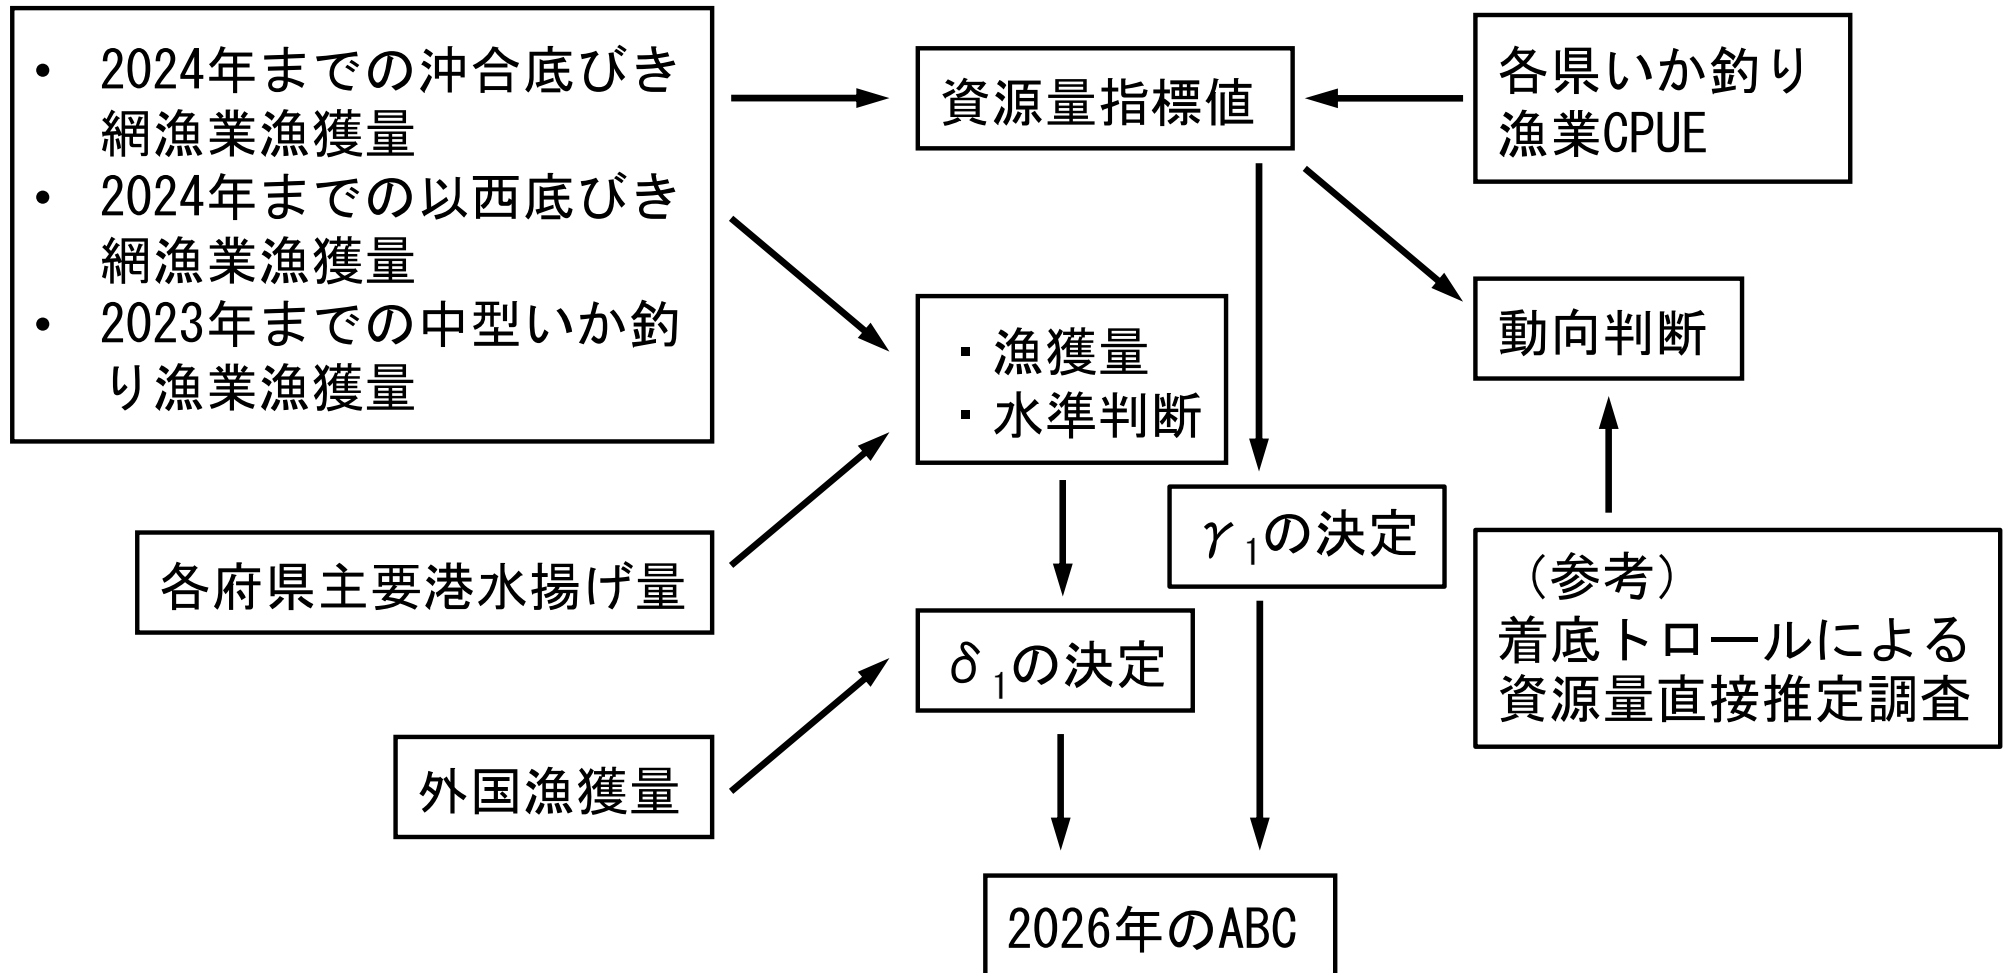 • 2024年までの沖合底びき
網漁業漁獲量
• 2024年までの以西底びき
網漁業漁獲量
• 2023年までの中型いか釣
り漁業漁獲量
資源量指標値
各県いか釣り
漁業CPUE
・漁獲量
・水準判断
動向判断
各府県主要港水揚げ量
γ1の決定
(参考)
着底トロールによる
資源量直接推定調査
δ1の決定
外国漁獲量
2026年のABC